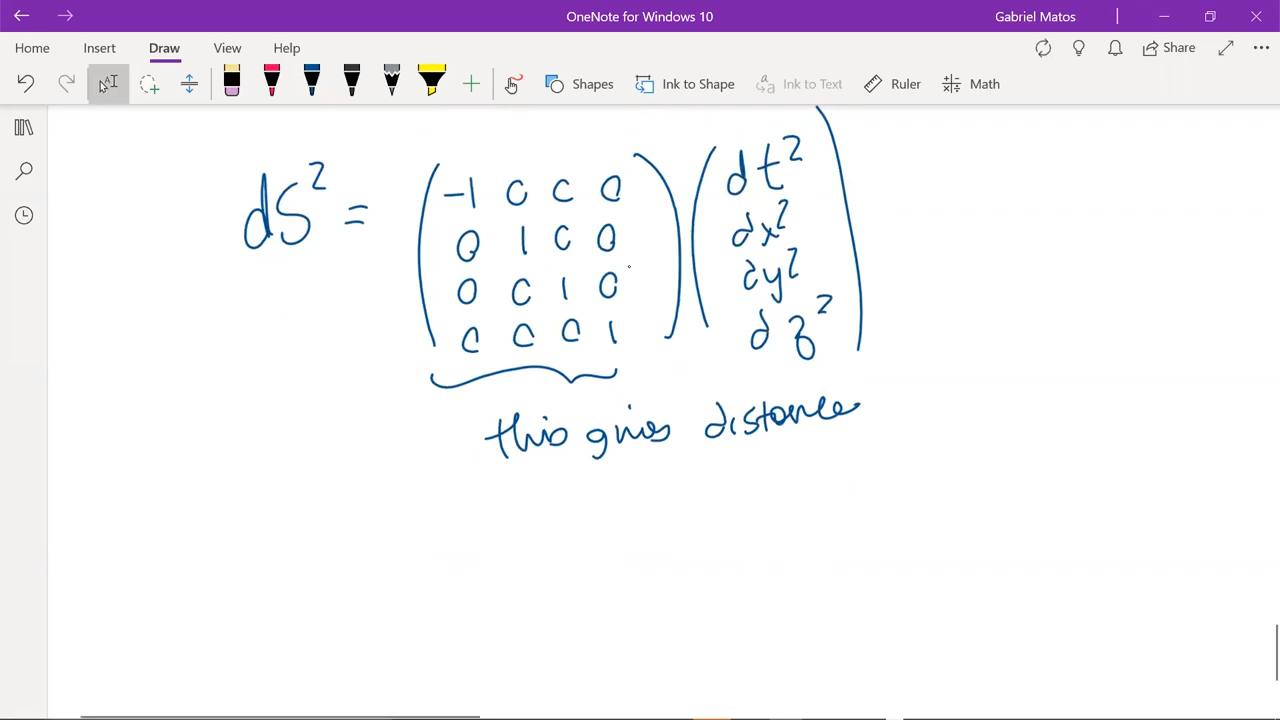 OneNote for Windows 10
Gabriel Matos
Home Insert Draw View Help
Share
Shapes
Ink to Shape
Ink to Text
Ruler
Math
dS² =
-1 0 0 0
0 1 0 0
0 0 1 0
0 0 0 1
dt²
dx²
dy²
dz²
this gives distance